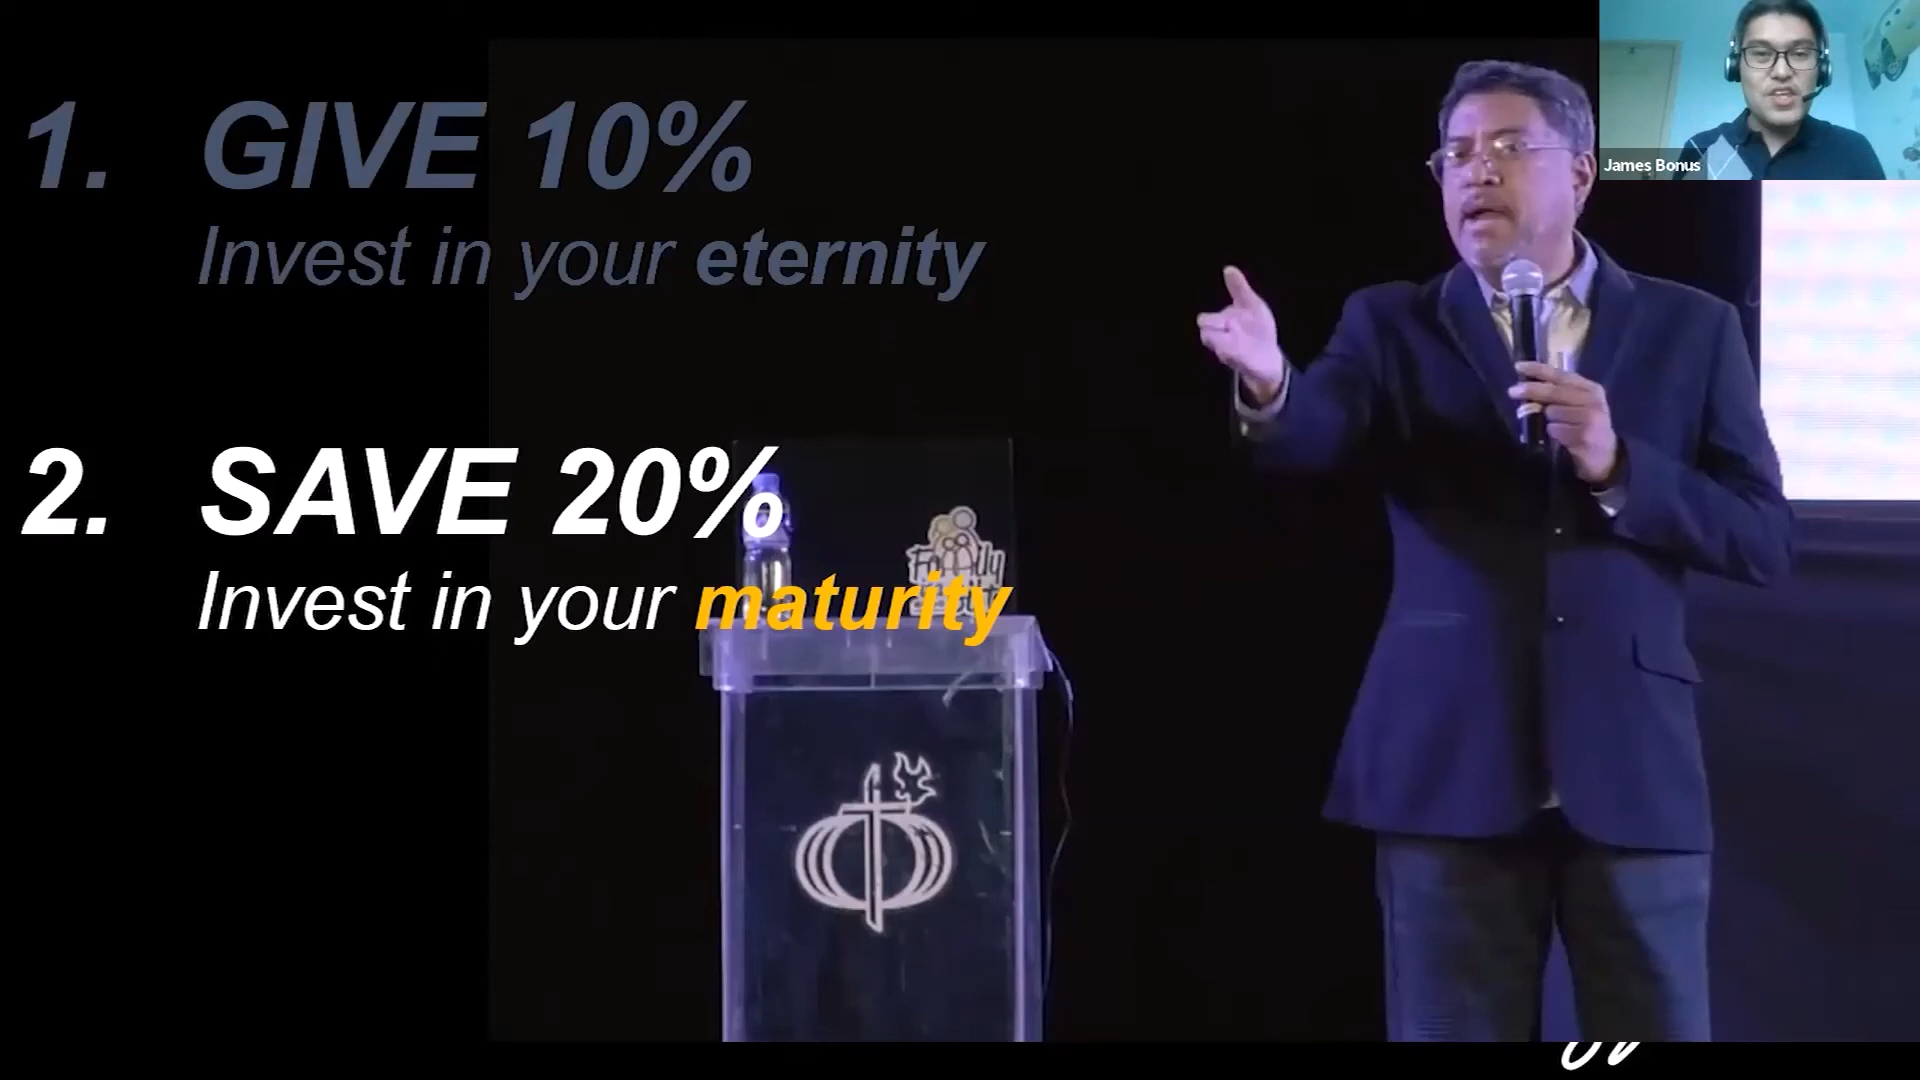 1. GIVE 10%
Invest in your eternity
2. SAVE 20%
Invest in your maturity
James Bonus